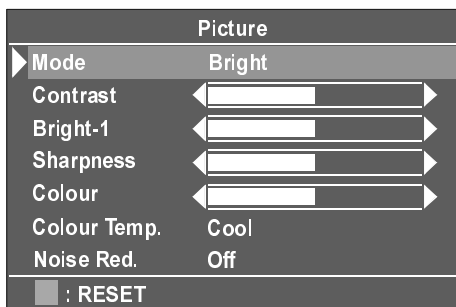 Picture
Mode Bright
Contrast
Bright-1
Sharpness
Colour
Colour Temp. Cool
Noise Red. Off
: RESET